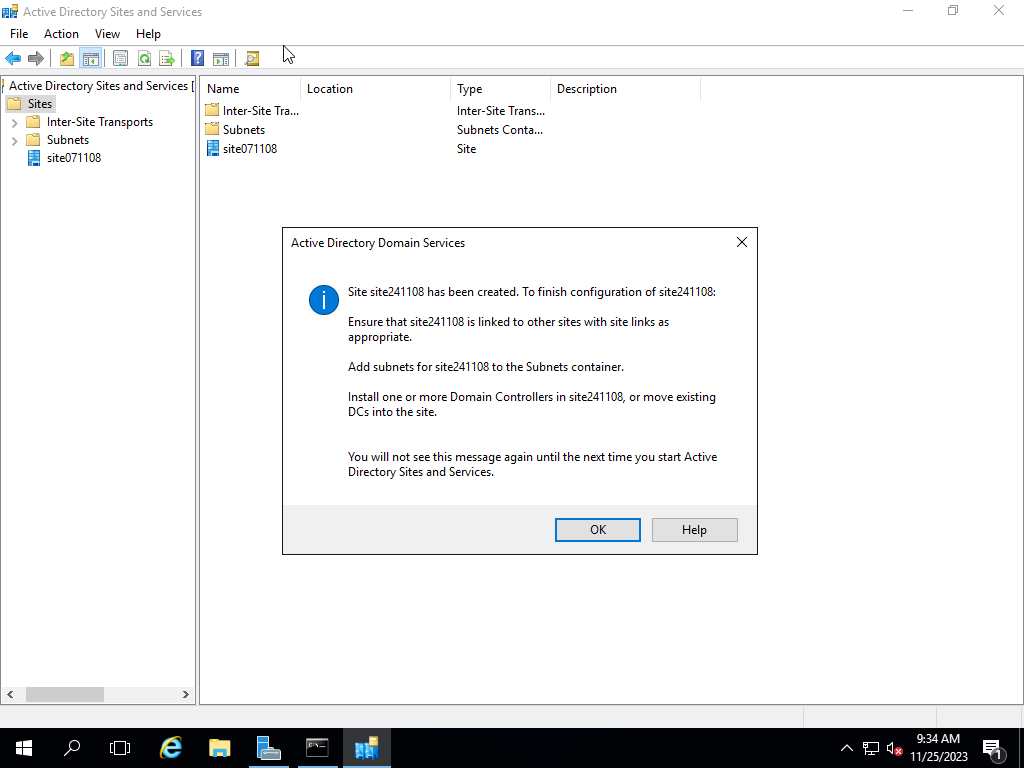 Active Directory Sites and Services
File Action View Help
Active Directory Sites and Services [
Sites
Inter-Site Transports
Subnets
site071108
Name Location Type Description
Inter-Site Tra... Inter-Site Trans...
Subnets Subnets Conta...
site071108 Site
Active Directory Domain Services
Site site241108 has been created. To finish configuration of site241108:
Ensure that site241108 is linked to other sites with site links as
appropriate.
Add subnets for site241108 to the Subnets container.
Install one or more Domain Controllers in site241108, or move existing
DCs into the site.
You will not see this message again until the next time you start Active
Directory Sites and Services.
OK Help
9:34 AM
11/25/2023
1